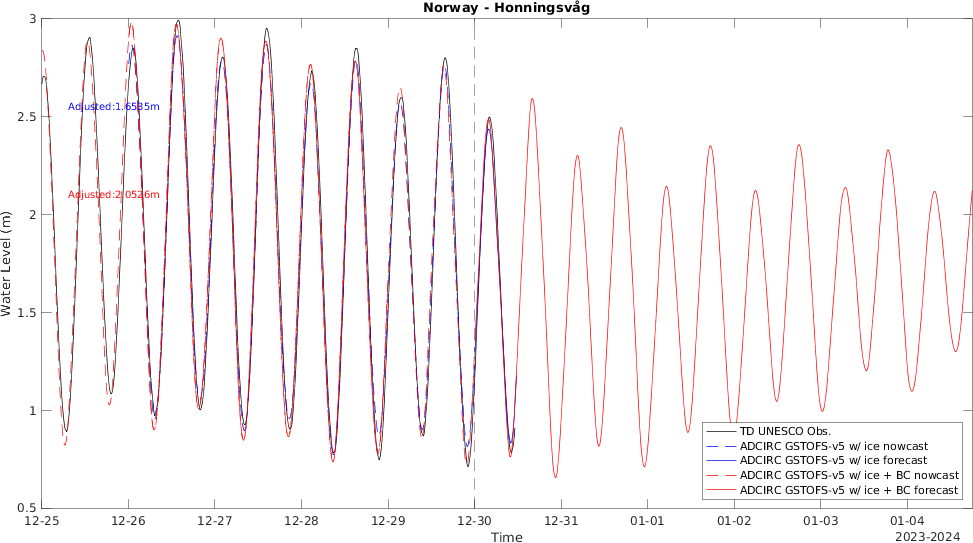 Norway - Honningsvåg
3
2.5
2
1.5
1
0.5
Water Level (m)
Adjusted:1.6535m
Adjusted:2.0526m
TD UNESCO Obs.
ADCIRC GSTOFS-v5 w/ ice nowcast
ADCIRC GSTOFS-v5 w/ ice forecast
ADCIRC GSTOFS-v5 w/ ice + BC nowcast
ADCIRC GSTOFS-v5 w/ ice + BC forecast
12-25 12-26 12-27 12-28 12-29 12-30 12-31 01-01 01-02 01-03 01-04
Time
2023-2024